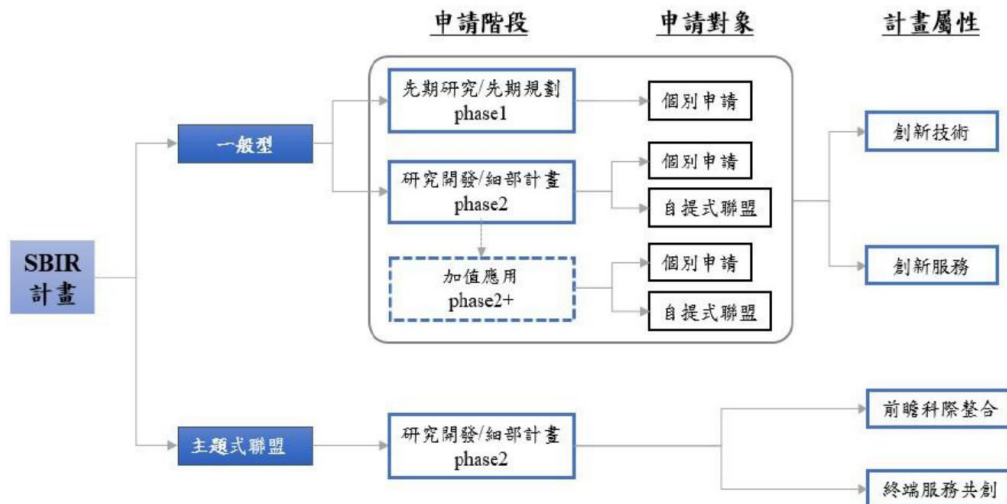 申請階段
申請對象
計畫屬性
先期研究/先期規劃
phase1
個別申請
一般型
創新技術
個別申請
研究開發/細部計畫
phase2
自提式聯盟
SBIR
計畫
個別申請
加值應用
phase2+
創新服務
自提式聯盟
前瞻科際整合
主題式聯盟
研究開發/細部計畫
phase2
終端服務共創